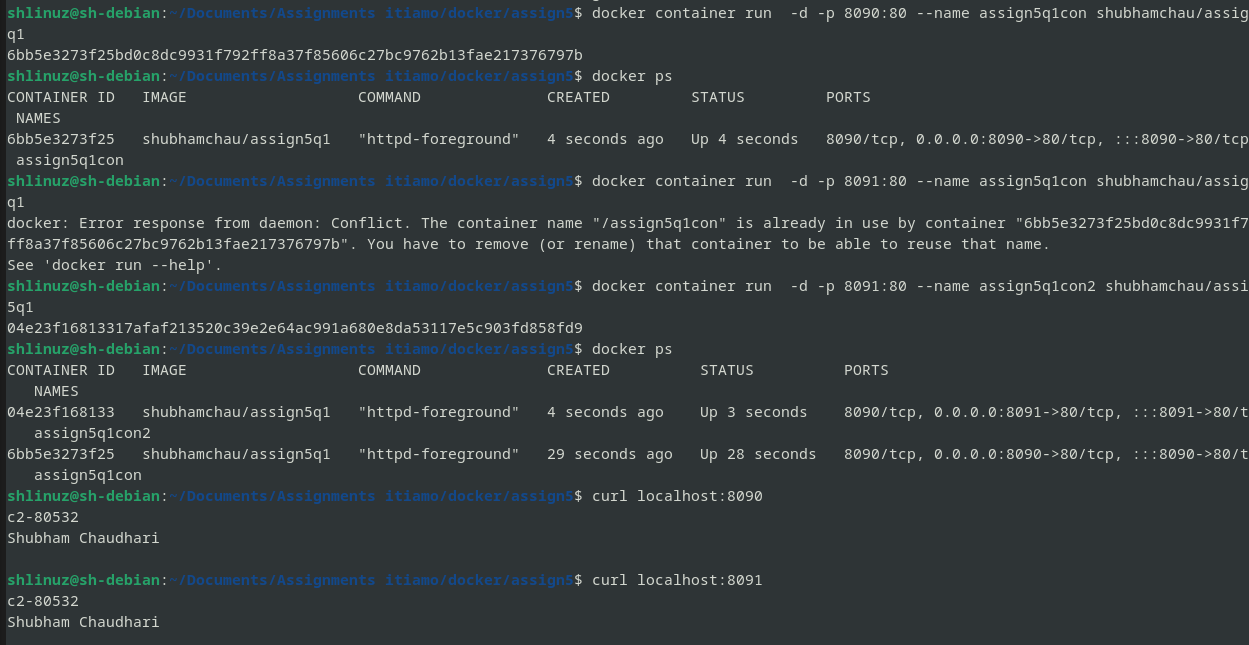 shlinuz@sh-debian:~/Documents/Assignments itiamo/docker/assign5$ docker container run  -d -p 8090:80 --name assign5q1con shubhamchau/assig
q1
6bb5e3273f25bd0c8dc9931f792ff8a37f85606c27bc9762b13fae217376797b
shlinuz@sh-debian:~/Documents/Assignments itiamo/docker/assign5$ docker ps
CONTAINER ID   IMAGE                   COMMAND              CREATED         STATUS         PORTS
 NAMES
6bb5e3273f25   shubhamchau/assign5q1   "httpd-foreground"   4 seconds ago   Up 4 seconds   8090/tcp, 0.0.0.0:8090->80/tcp, :::8090->80/tcp
 assign5q1con
shlinuz@sh-debian:~/Documents/Assignments itiamo/docker/assign5$ docker container run  -d -p 8091:80 --name assign5q1con shubhamchau/assig
q1
docker: Error response from daemon: Conflict. The container name "/assign5q1con" is already in use by container "6bb5e3273f25bd0c8dc9931f7
ff8a37f85606c27bc9762b13fae217376797b". You have to remove (or rename) that container to be able to reuse that name.
See 'docker run --help'.
shlinuz@sh-debian:~/Documents/Assignments itiamo/docker/assign5$ docker container run  -d -p 8091:80 --name assign5q1con2 shubhamchau/assi
5q1
04e23f16813317afaf213520c39e2e64ac991a680e8da53117e5c903fd858fd9
shlinuz@sh-debian:~/Documents/Assignments itiamo/docker/assign5$ docker ps
CONTAINER ID   IMAGE                   COMMAND              CREATED          STATUS          PORTS
   NAMES
04e23f168133   shubhamchau/assign5q1   "httpd-foreground"   4 seconds ago    Up 3 seconds    8090/tcp, 0.0.0.0:8091->80/tcp, :::8091->80/t
   assign5q1con2
6bb5e3273f25   shubhamchau/assign5q1   "httpd-foreground"   29 seconds ago   Up 28 seconds   8090/tcp, 0.0.0.0:8090->80/tcp, :::8090->80/t
   assign5q1con
shlinuz@sh-debian:~/Documents/Assignments itiamo/docker/assign5$ curl localhost:8090
c2-80532
Shubham Chaudhari

shlinuz@sh-debian:~/Documents/Assignments itiamo/docker/assign5$ curl localhost:8091
c2-80532
Shubham Chaudhari